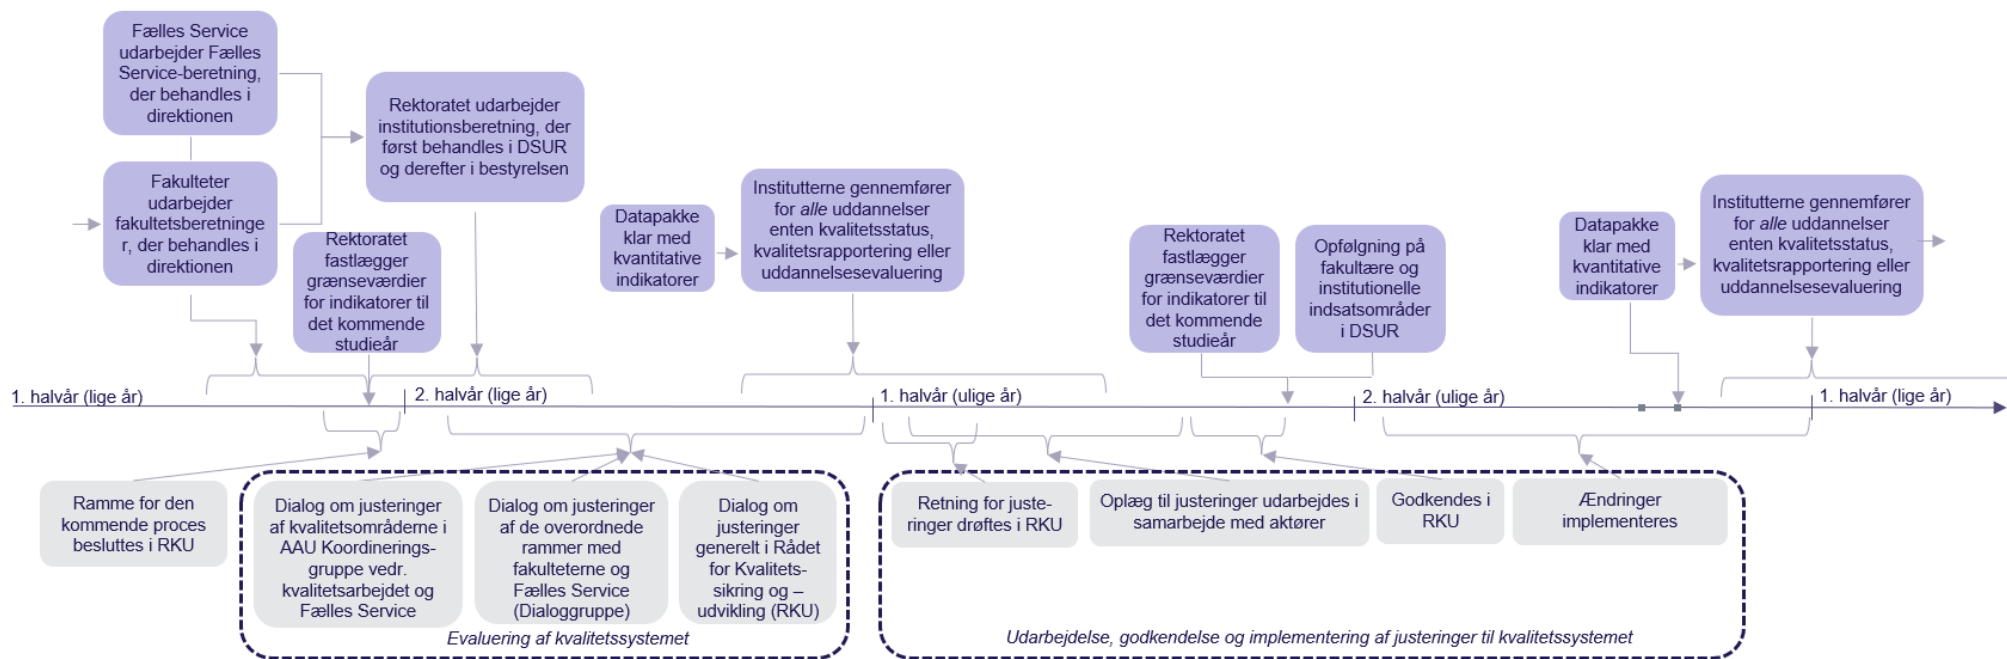 Fælles Service
udarbejder Fælles
Service-beretning,
der behandles i
direktionen
Fakulteter
udarbejder
fakultetsberetninge
r, der behandles i
direktionen
Rektoratet udarbejder
institutionsberetning, der
først behandles i DSUR
og derefter i bestyrelsen
Rektoratet
fastlægger
grænseværdier
for indikatorer til
det kommende
studieår
Datapakke
klar med
kvantitative
indikatorer
Institutterne gennemfører
for alle uddannelser
enten kvalitetsstatus,
kvalitetsrapportering eller
uddannelsesevaluering
Rektoratet
fastlægger
grænseværdier
for indikatorer til
det kommende
studieår
Opfølgning på
fakultære og
institutionelle
indsatsområder
i DSUR
Datapakke
klar med
kvantitative
indikatorer
Institutterne gennemfører
for alle uddannelser
enten kvalitetsstatus,
kvalitetsrapportering eller
uddannelsesevaluering
1. halvår (lige år)
2. halvår (lige år)
1. halvår (ulige år)
2. halvår (ulige år)
1. halvår (lige år)
Ramme for den
kommende proces
besluttes i RKU
Dialog om justeringer
af kvalitetsområderne i
AAU Koordinerings-
gruppe vedr.
kvalitetsarbejdet og
Fælles Service
Dialog om justeringer
af de overordnede
rammer med
fakulteterne og
Fælles Service
(Dialoggruppe)
Dialog om
justeringer
generelt i Rådet
for Kvalitets-
sikring og –
udvikling (RKU)
Evaluering af kvalitetssystemet
Retning for juste-
ringer drøftes i RKU
Oplæg til justeringer udarbejdes i
samarbejde med aktører
Godkendes i
RKU
Ændringer
implementeres
Udarbejdelse, godkendelse og implementering af justeringer til kvalitetssystemet